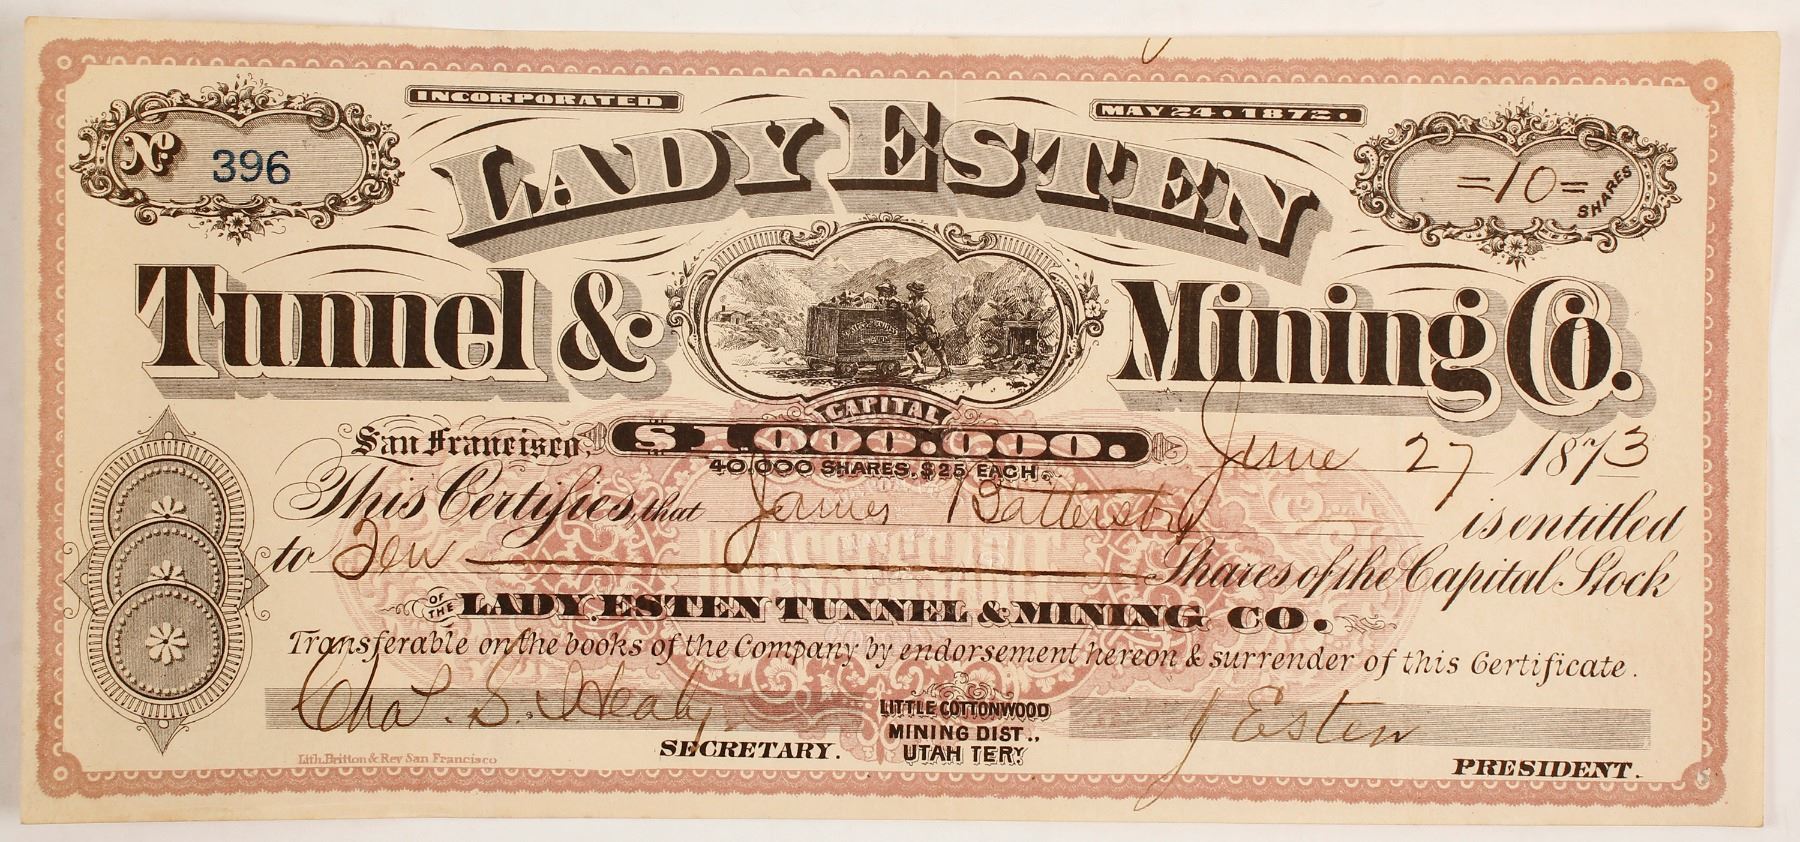 INCORPORATED MAY 24. 1872.
No. 396
LADY ESTEN
=10= SHARES
Tunnel & Mining Co.
CAPITAL
San Francisco, $1,000,000. June 27 1873
40,000 SHARES, $25 EACH.
This Certifies, that James Battersby is entitled
to Ten Shares of the Capital Stock
OF THE LADY ESTEN TUNNEL & MINING CO.
Transferable on the books of the Company by endorsement hereon & surrender of this Certificate.
Chas. S. Healy J Esten
LITTLE COTTONWOOD
MINING DIST.,
SECRETARY. UTAH TERY
PRESIDENT.
Lith. Britton & Rey San Francisco